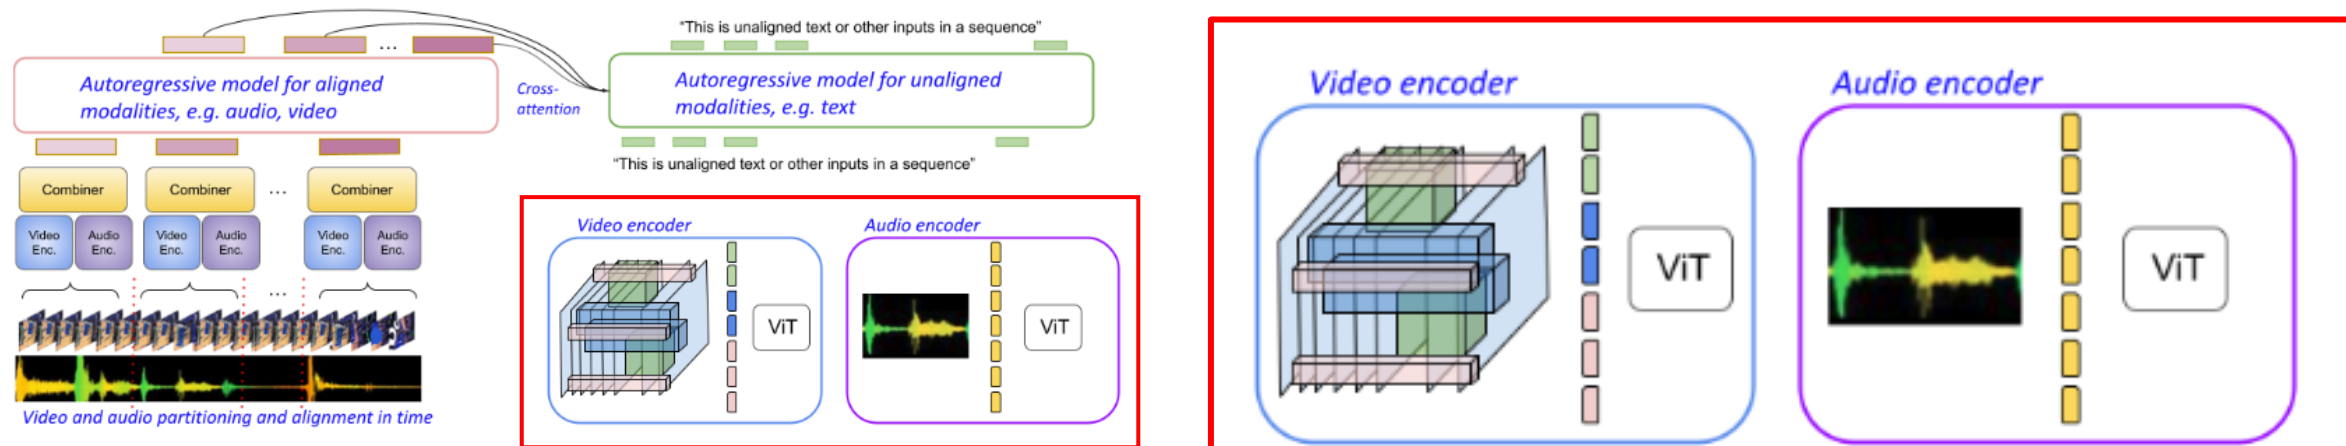 ...
Autoregressive model for aligned
modalities, e.g. audio, video
Cross-
attention
"This is unaligned text or other inputs in a sequence"
Autoregressive model for unaligned
modalities, e.g. text
"This is unaligned text or other inputs in a sequence"
Combiner
Combiner
...
Combiner
Video
Enc.
Audio
Enc.
Video
Enc.
Audio
Enc.
Video
Enc.
Audio
Enc.
...
Video and audio partitioning and alignment in time
Video encoder
ViT
Audio encoder
ViT
Video encoder
ViT
Audio encoder
ViT